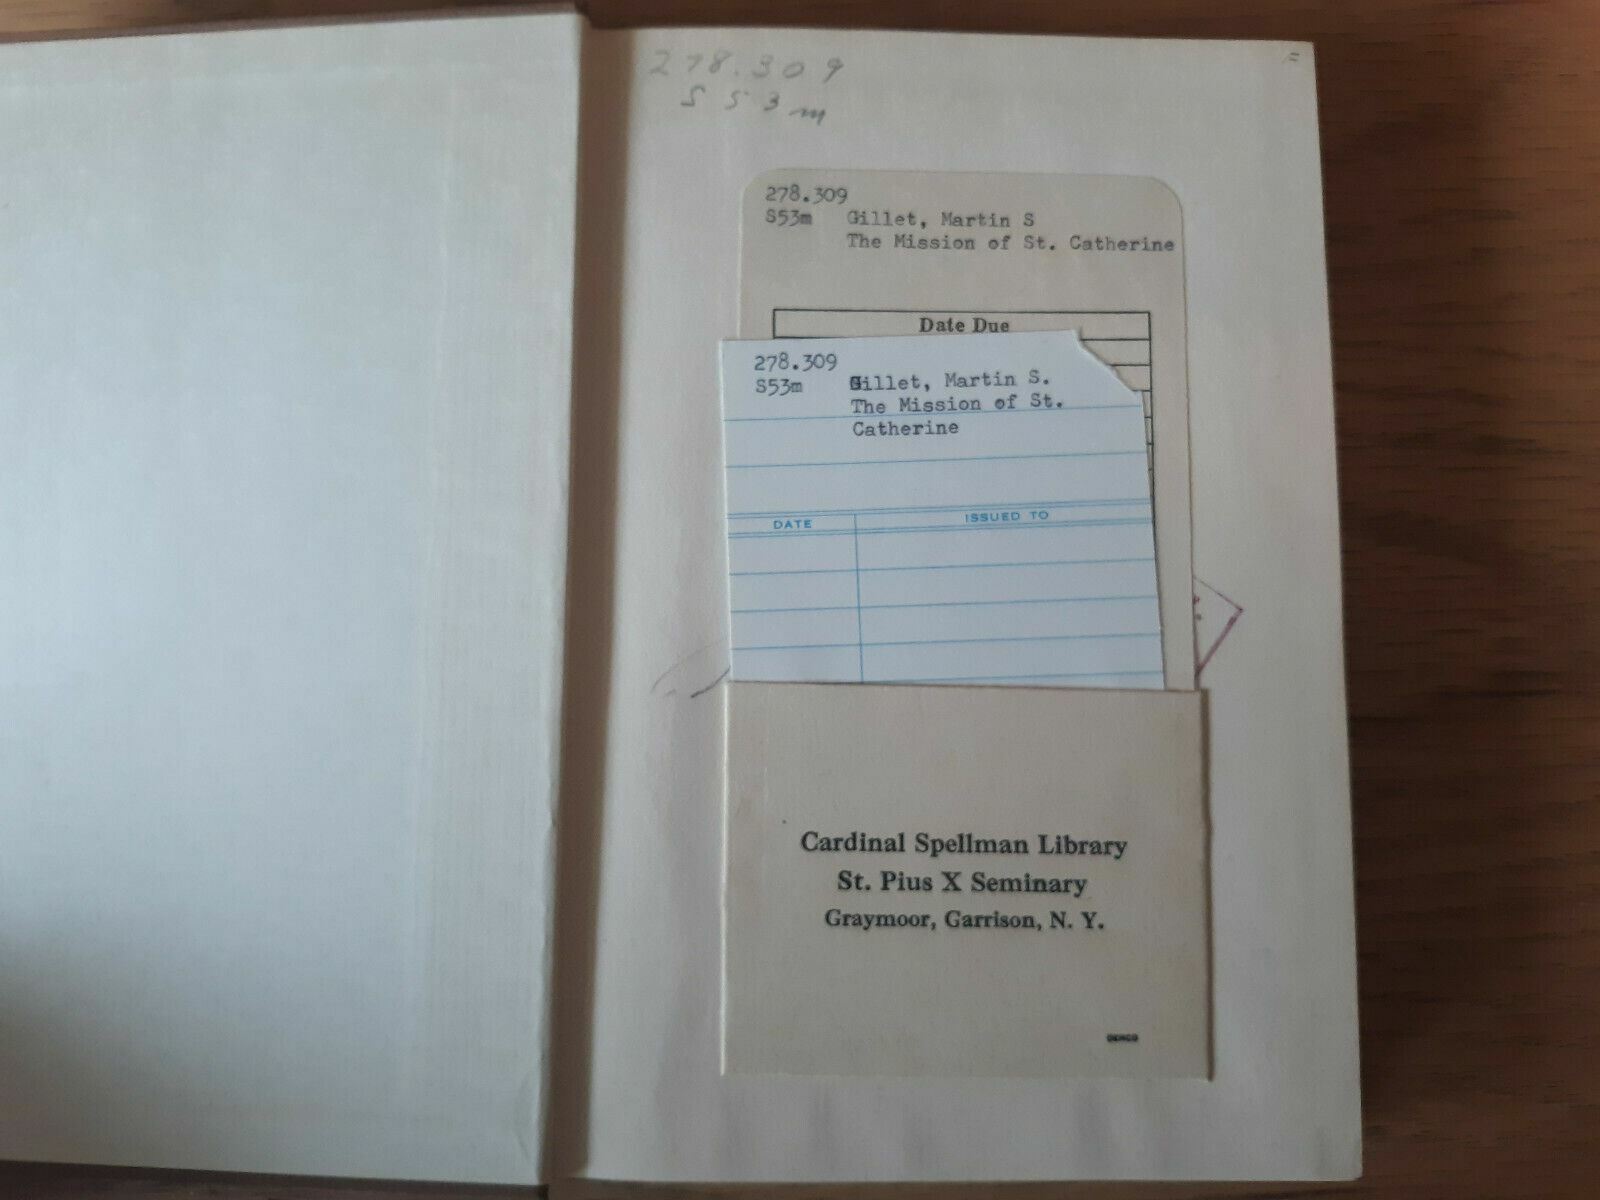 278.309
S53m
278.309
S53m Gillet, Martin S
The Mission of St. Catherine
Date Due
278.309
S53m Gillet, Martin S.
The Mission of St.
Catherine
DATE ISSUED TO
Cardinal Spellman Library
St. Pius X Seminary
Graymoor, Garrison, N. Y.
DEMCO